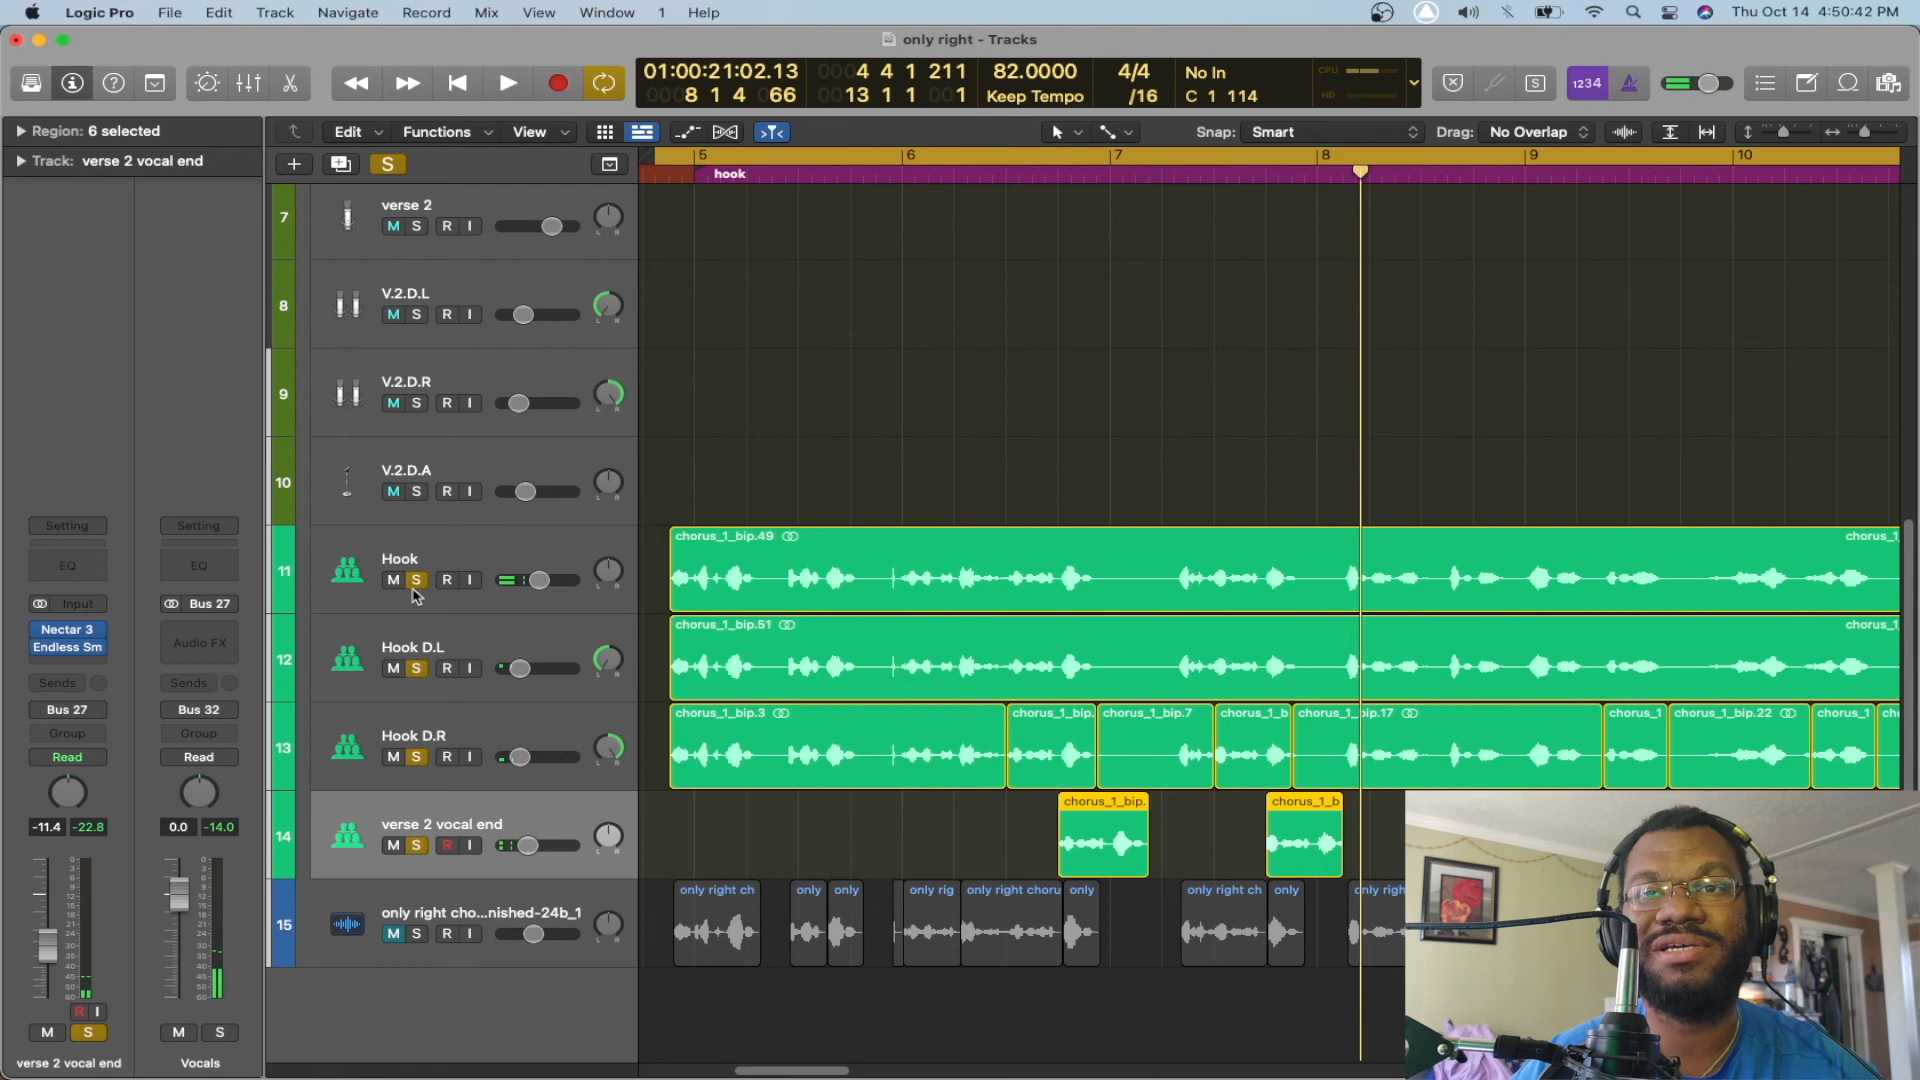 Logic Pro File Edit Track Navigate Record Mix View Window 1 Help Thu Oct 14 4:50:42 PM
only right - Tracks
01:00:21:02.13 0004 4 1 211 82.0000 4/4 No In CPU
0008 1 4 066 0013 1 1 001 Keep Tempo /16 C 1 114 HD
1234
Region: 6 selected
Edit Functions View Snap: Smart Drag: No Overlap
Track: verse 2 vocal end
S
5 6 7 8 9 10
hook
7 verse 2
M S R I L R
8 V.2.D.L
M S R I L R
9 V.2.D.R
M S R I L R
10 V.2.D.A
M S R I L R
11 Hook
M S R I L R
chorus_1_bip.49 chorus_1_
12 Hook D.L
M S R I L R
chorus_1_bip.51 chorus_1_
13 Hook D.R
M S R I L R
chorus_1_bip.3 chorus_1_bip. chorus_1_bip.7 chorus_1_b chorus_1_bip.17 chorus_1 chorus_1_bip.22 chorus_1 cho
14 verse 2 vocal end
M S R I L R
chorus_1_bip. chorus_1_b
15 only right cho...nished-24b_1
M S R I L R
only right ch only only only rig only right choru only only right ch only only righ
Setting Setting
EQ EQ
Input Bus 27
Nectar 3
Endless Sm
Audio FX
Sends Sends
Bus 27 Bus 32
Group Group
Read Read
-11.4 -22.8 0.0 -14.0
R I
M S M S
verse 2 vocal end Vocals